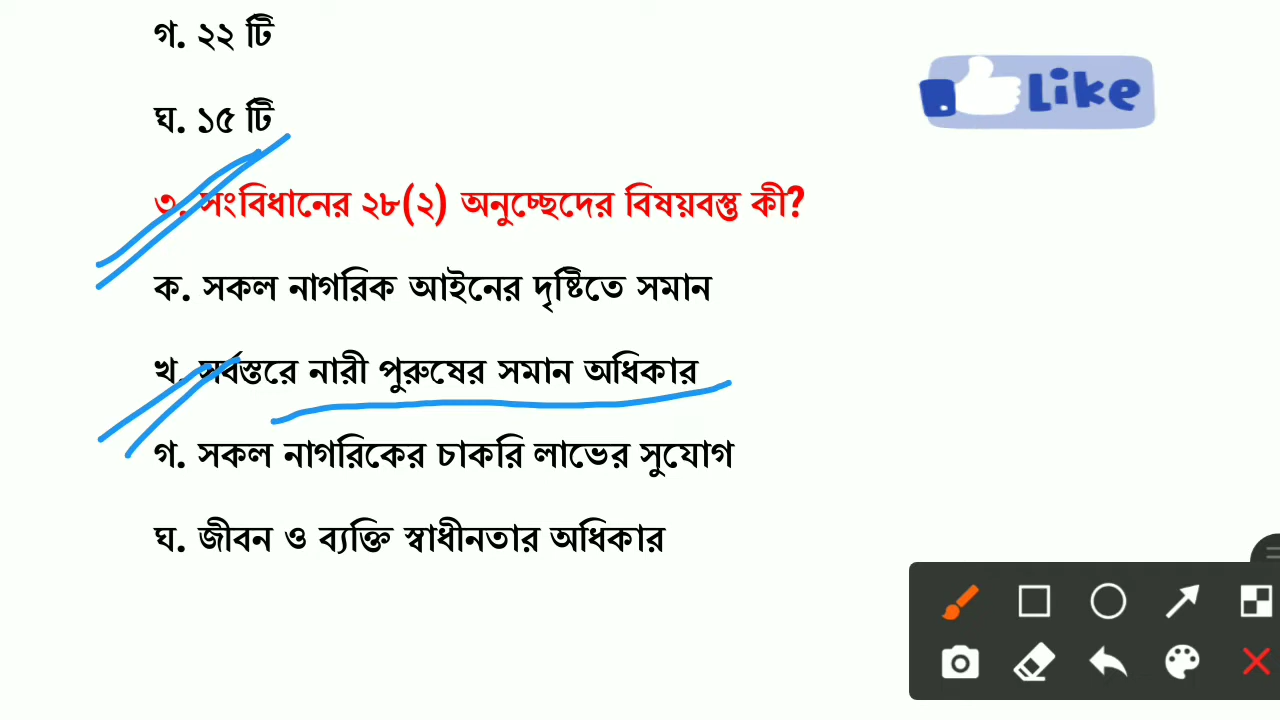 গ. ২২ টি
Like
ঘ. ১৫ টি
৩. সংবিধানের ২৮(২) অনুচ্ছেদের বিষয়বস্তু কী?
ক. সকল নাগরিক আইনের দৃষ্টিতে সমান
খ. সর্বস্তরে নারী পুরুষের সমান অধিকার
গ. সকল নাগরিকের চাকরি লাভের সুযোগ
ঘ. জীবন ও ব্যক্তি স্বাধীনতার অধিকার